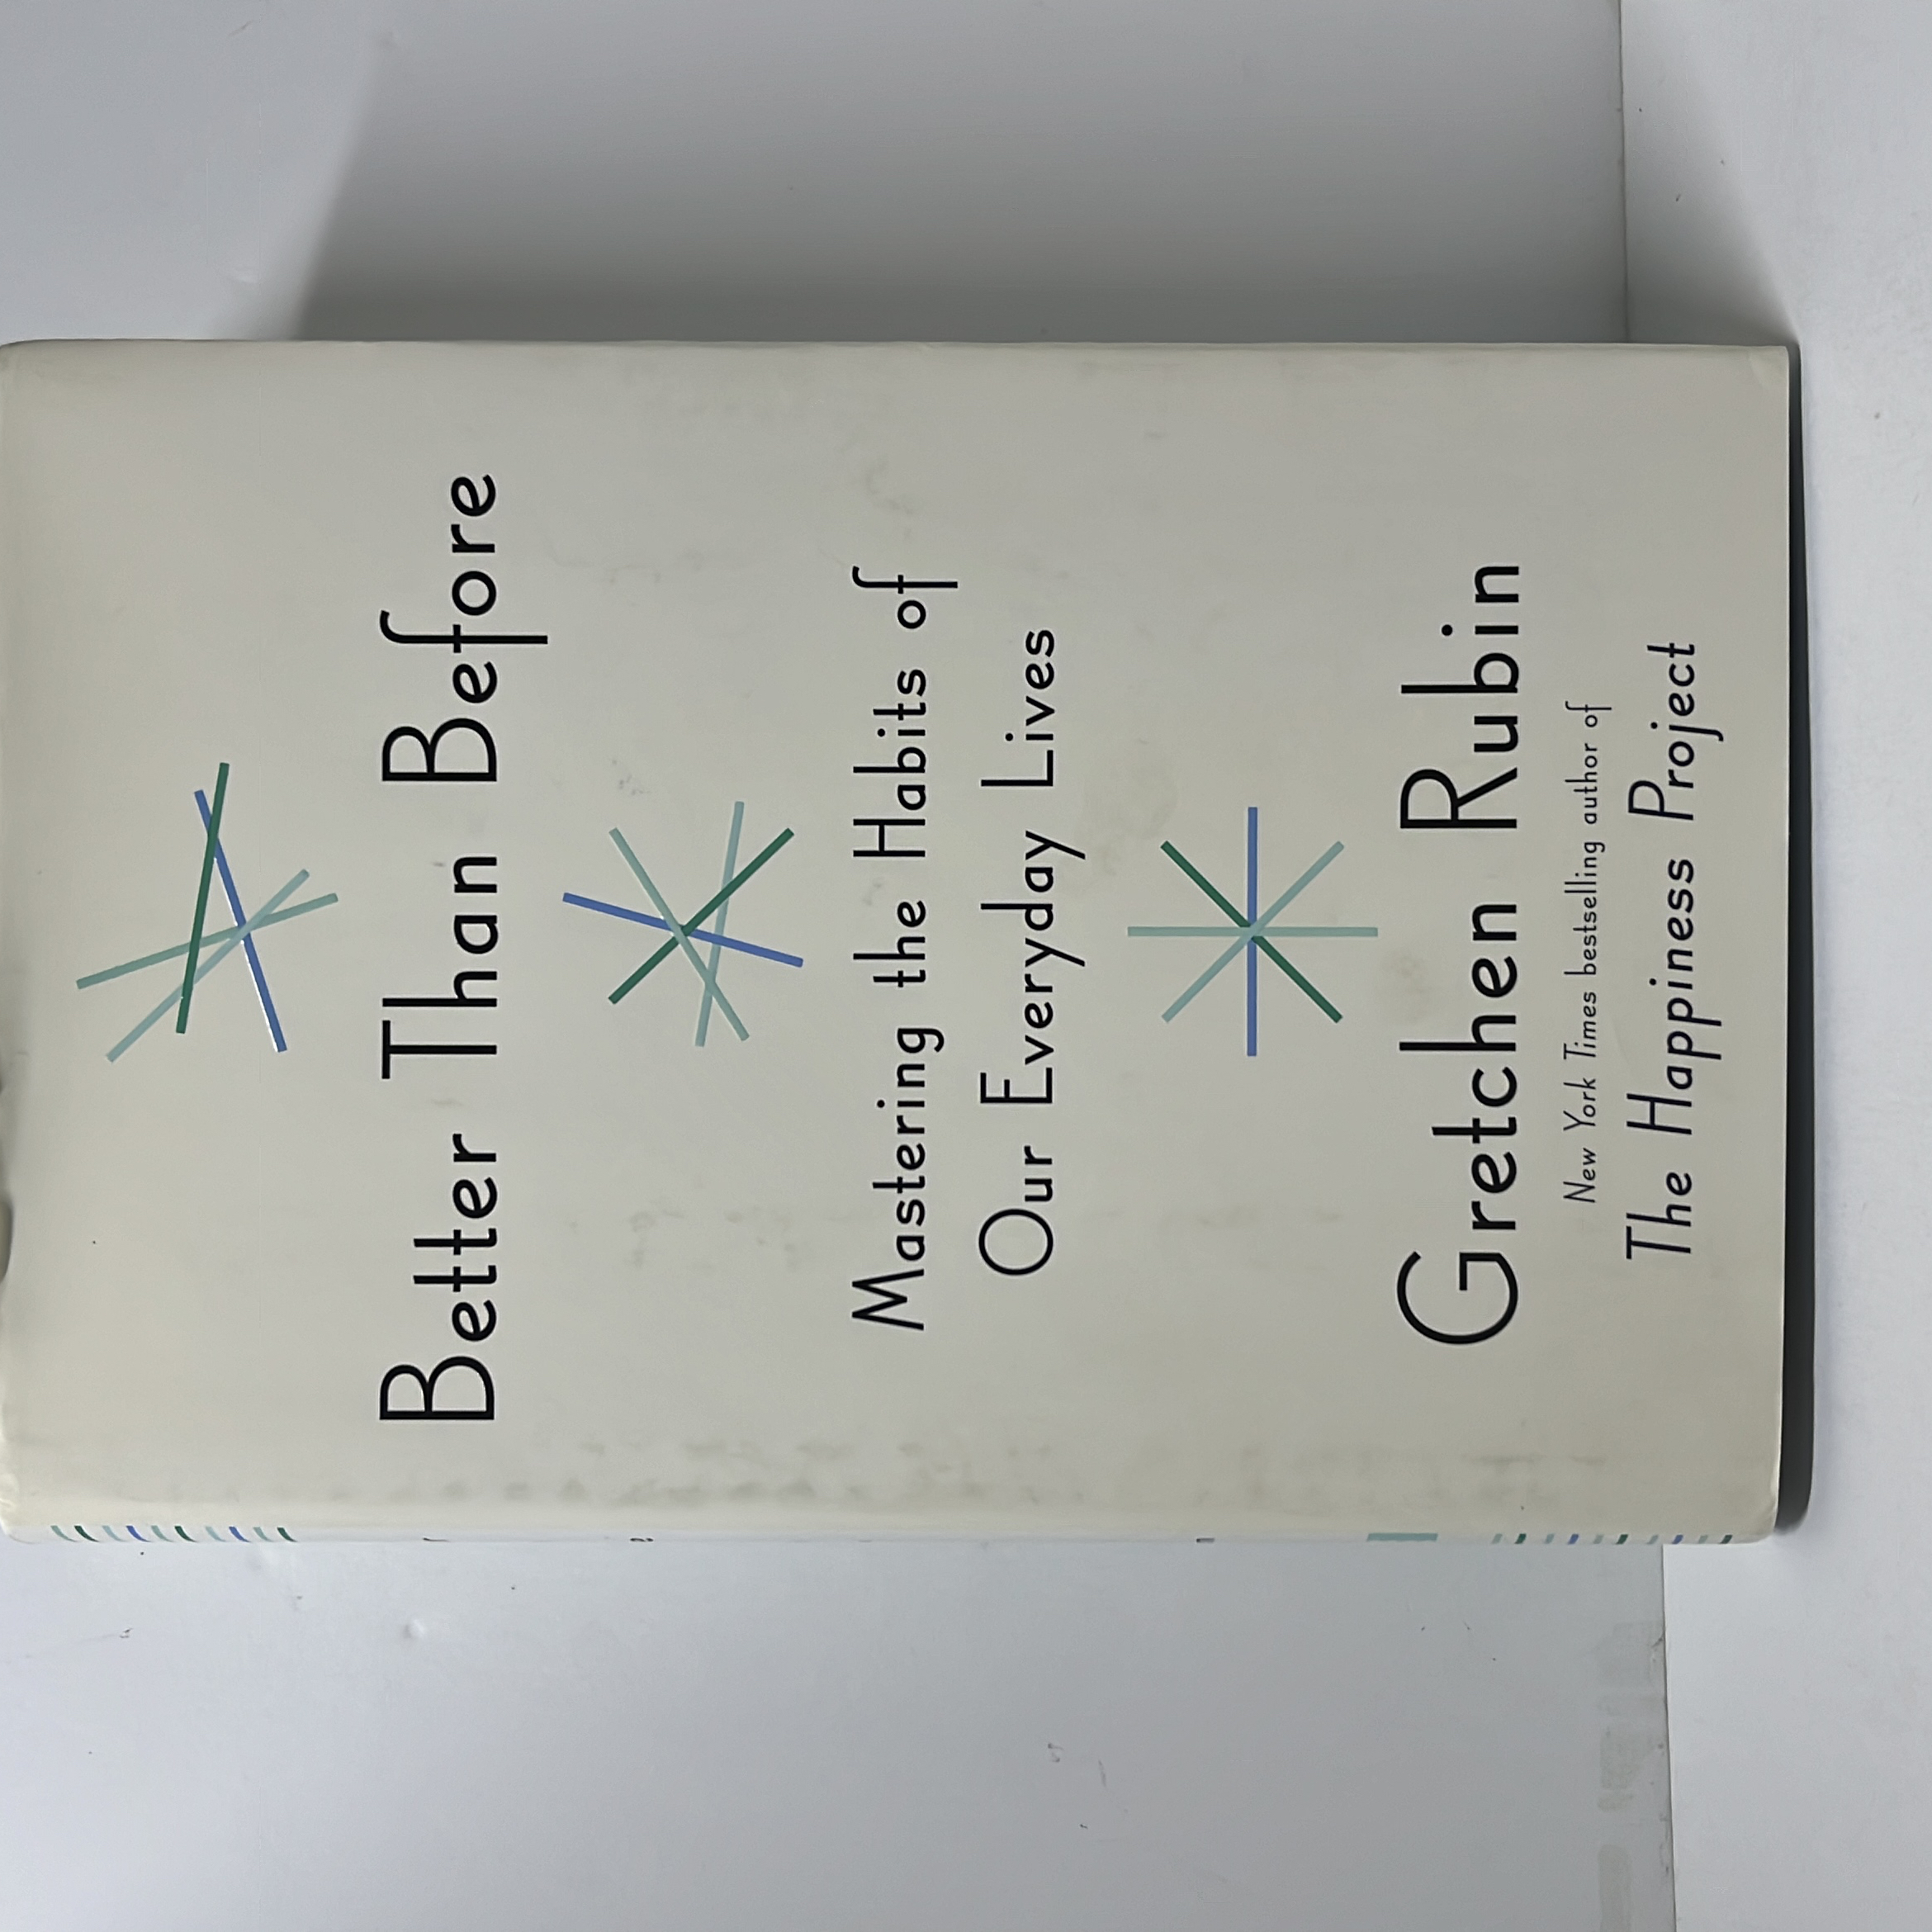 Better Than Before
Mastering the Habits of
Our Everyday Lives
Gretchen Rubin
New York Times bestselling author of
The Happiness Project